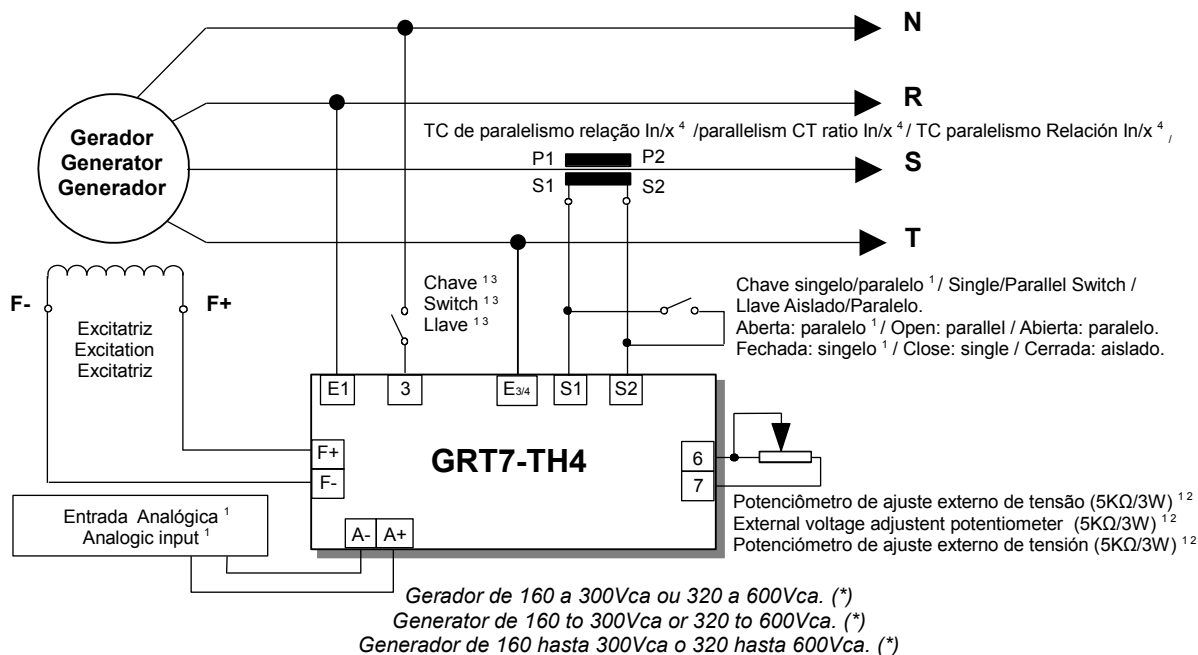 N
R
Gerador
Generator
Generador
TC de paralelismo relação In/x ⁴ /parallelism CT ratio In/x ⁴ / TC paralelismo Relación In/x ⁴ ,
P1
P2
S
S1
S2
T
F-
F+
Excitatriz
Excitation
Excitatriz
Chave ¹ ³
Switch ¹ ³
Llave ¹ ³
Chave singelo/paralelo ¹ / Single/Parallel Switch /
Llave Aislado/Paralelo.
Aberta: paralelo ¹ / Open: parallel / Abierta: paralelo.
Fechada: singelo ¹ / Close: single / Cerrada: aislado.
E1
3
E3/4
S1
S2
F+
F-
GRT7-TH4
6
7
Entrada Analógica ¹
Analogic input ¹
A-
A+
Potenciômetro de ajuste externo de tensão (5KΩ/3W) ¹ ²
External voltage adjustent potentiometer (5KΩ/3W) ¹ ²
Potenciómetro de ajuste externo de tensión (5KΩ/3W) ¹ ²
Gerador de 160 a 300Vca ou 320 a 600Vca. (*)
Generator de 160 to 300Vca or 320 to 600Vca. (*)
Generador de 160 hasta 300Vca o 320 hasta 600Vca. (*)